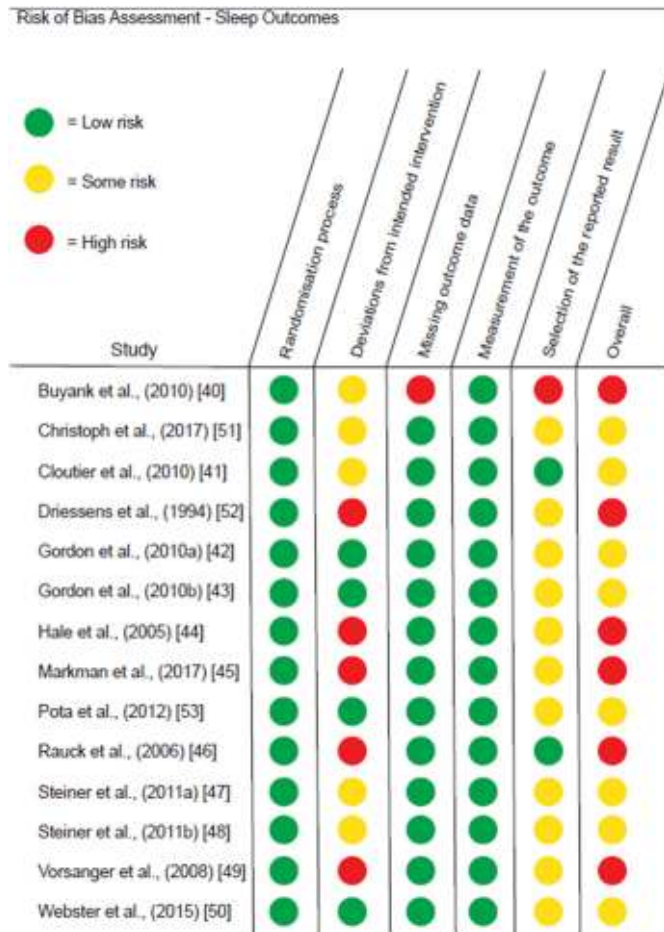 Risk of Bias Assessment - Sleep Outcomes
= Low risk
= Some risk
= High risk
Study
Randomisation process
Deviations from intended intervention
Missing outcome data
Measurement of the outcome
Selection of the reported result
Overall
Buyank et al., (2010) [40]
Christoph et al., (2017) [51]
Cloutier et al., (2010) [41]
Driessens et al., (1994) [52]
Gordon et al., (2010a) [42]
Gordon et al., (2010b) [43]
Hale et al., (2005) [44]
Markman et al., (2017) [45]
Pota et al., (2012) [53]
Rauck et al., (2006) [46]
Steiner et al., (2011a) [47]
Steiner et al., (2011b) [48]
Vorsanger et al., (2008) [49]
Webster et al., (2015) [50]